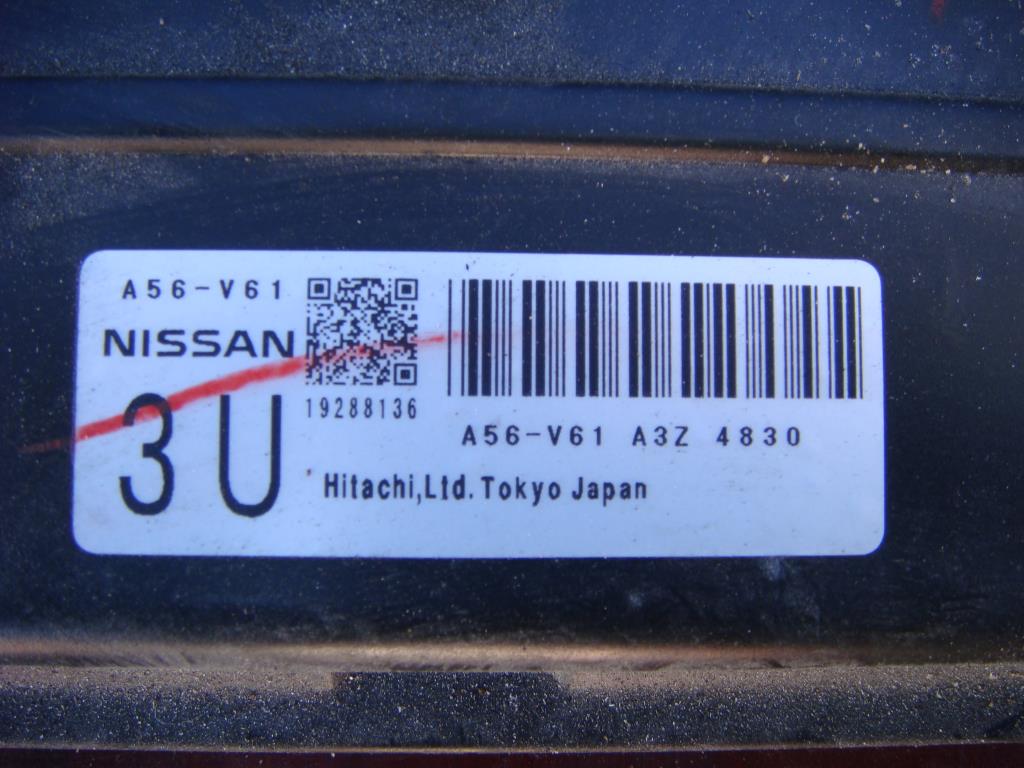 A56-V61
NISSAN
3U
19288136
A56-V61 A3Z 4830
Hitachi,Ltd. Tokyo Japan